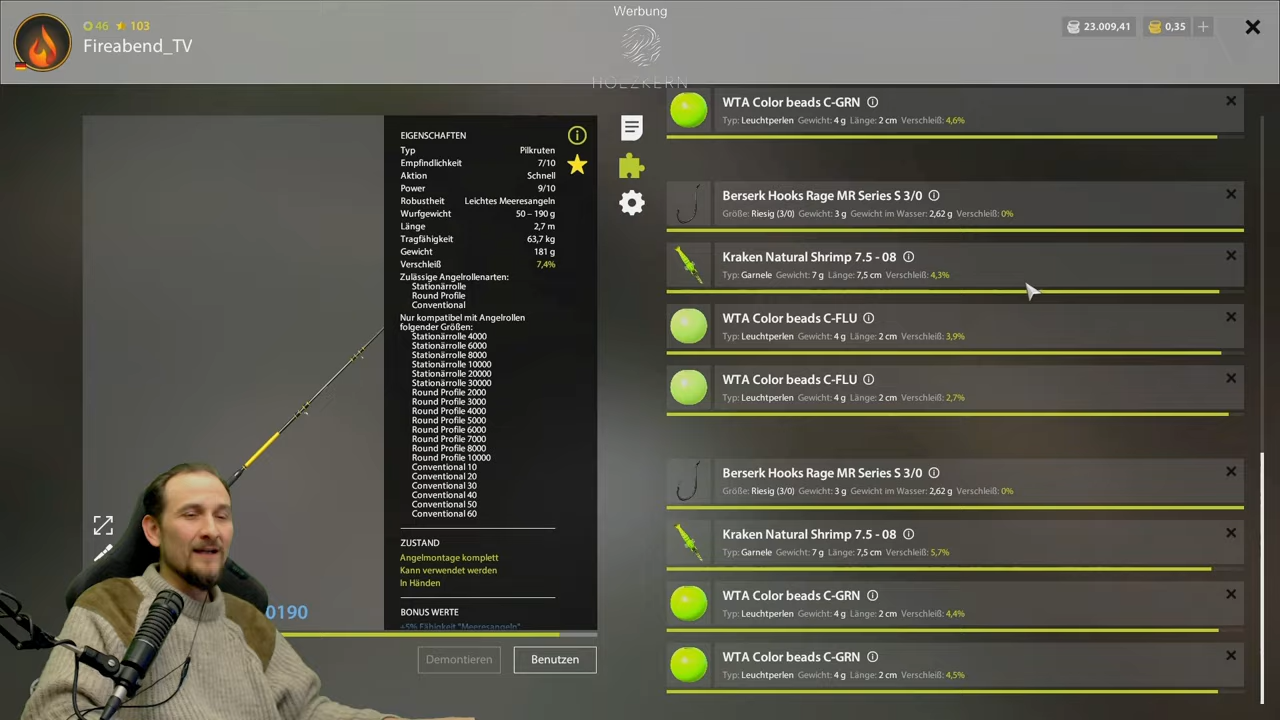 46 103
Fireabend_TV
Werbung
HOLZKERN
23.009,41
0,35
EIGENSCHAFTEN
Typ Pilkruten
Empfindlichkeit 7/10
Aktion Schnell
Power 9/10
Robustheit Leichtes Meeresangeln
Wurfgewicht 50 – 190 g
Länge 2,7 m
Tragfähigkeit 63,7 kg
Gewicht 181 g
Verschleiß 7,4%
Zulässige Angelrollenarten:
Stationärrolle
Round Profile
Conventional
Nur kompatibel mit Angelrollen
folgender Größen:
Stationärrolle 4000
Stationärrolle 6000
Stationärrolle 8000
Stationärrolle 10000
Stationärrolle 20000
Stationärrolle 30000
Round Profile 2000
Round Profile 3000
Round Profile 4000
Round Profile 5000
Round Profile 6000
Round Profile 7000
Round Profile 8000
Round Profile 10000
Conventional 10
Conventional 20
Conventional 30
Conventional 40
Conventional 50
Conventional 60
ZUSTAND
Angelmontage komplett
Kann verwendet werden
In Händen
BONUS WERTE
+5% Fähigkeit "Meeresangeln"
0190
Demontieren
Benutzen
WTA Color beads C-GRN
Typ: Leuchtperlen Gewicht: 4 g Länge: 2 cm Verschleiß: 4,6%
Berserk Hooks Rage MR Series S 3/0
Größe: Riesig (3/0) Gewicht: 3 g Gewicht im Wasser: 2,62 g Verschleiß: 0%
Kraken Natural Shrimp 7.5 - 08
Typ: Garnele Gewicht: 7 g Länge: 7,5 cm Verschleiß: 4,3%
WTA Color beads C-FLU
Typ: Leuchtperlen Gewicht: 4 g Länge: 2 cm Verschleiß: 3,9%
WTA Color beads C-FLU
Typ: Leuchtperlen Gewicht: 4 g Länge: 2 cm Verschleiß: 2,7%
Berserk Hooks Rage MR Series S 3/0
Größe: Riesig (3/0) Gewicht: 3 g Gewicht im Wasser: 2,62 g Verschleiß: 0%
Kraken Natural Shrimp 7.5 - 08
Typ: Garnele Gewicht: 7 g Länge: 7,5 cm Verschleiß: 5,7%
WTA Color beads C-GRN
Typ: Leuchtperlen Gewicht: 4 g Länge: 2 cm Verschleiß: 4,4%
WTA Color beads C-GRN
Typ: Leuchtperlen Gewicht: 4 g Länge: 2 cm Verschleiß: 4,5%